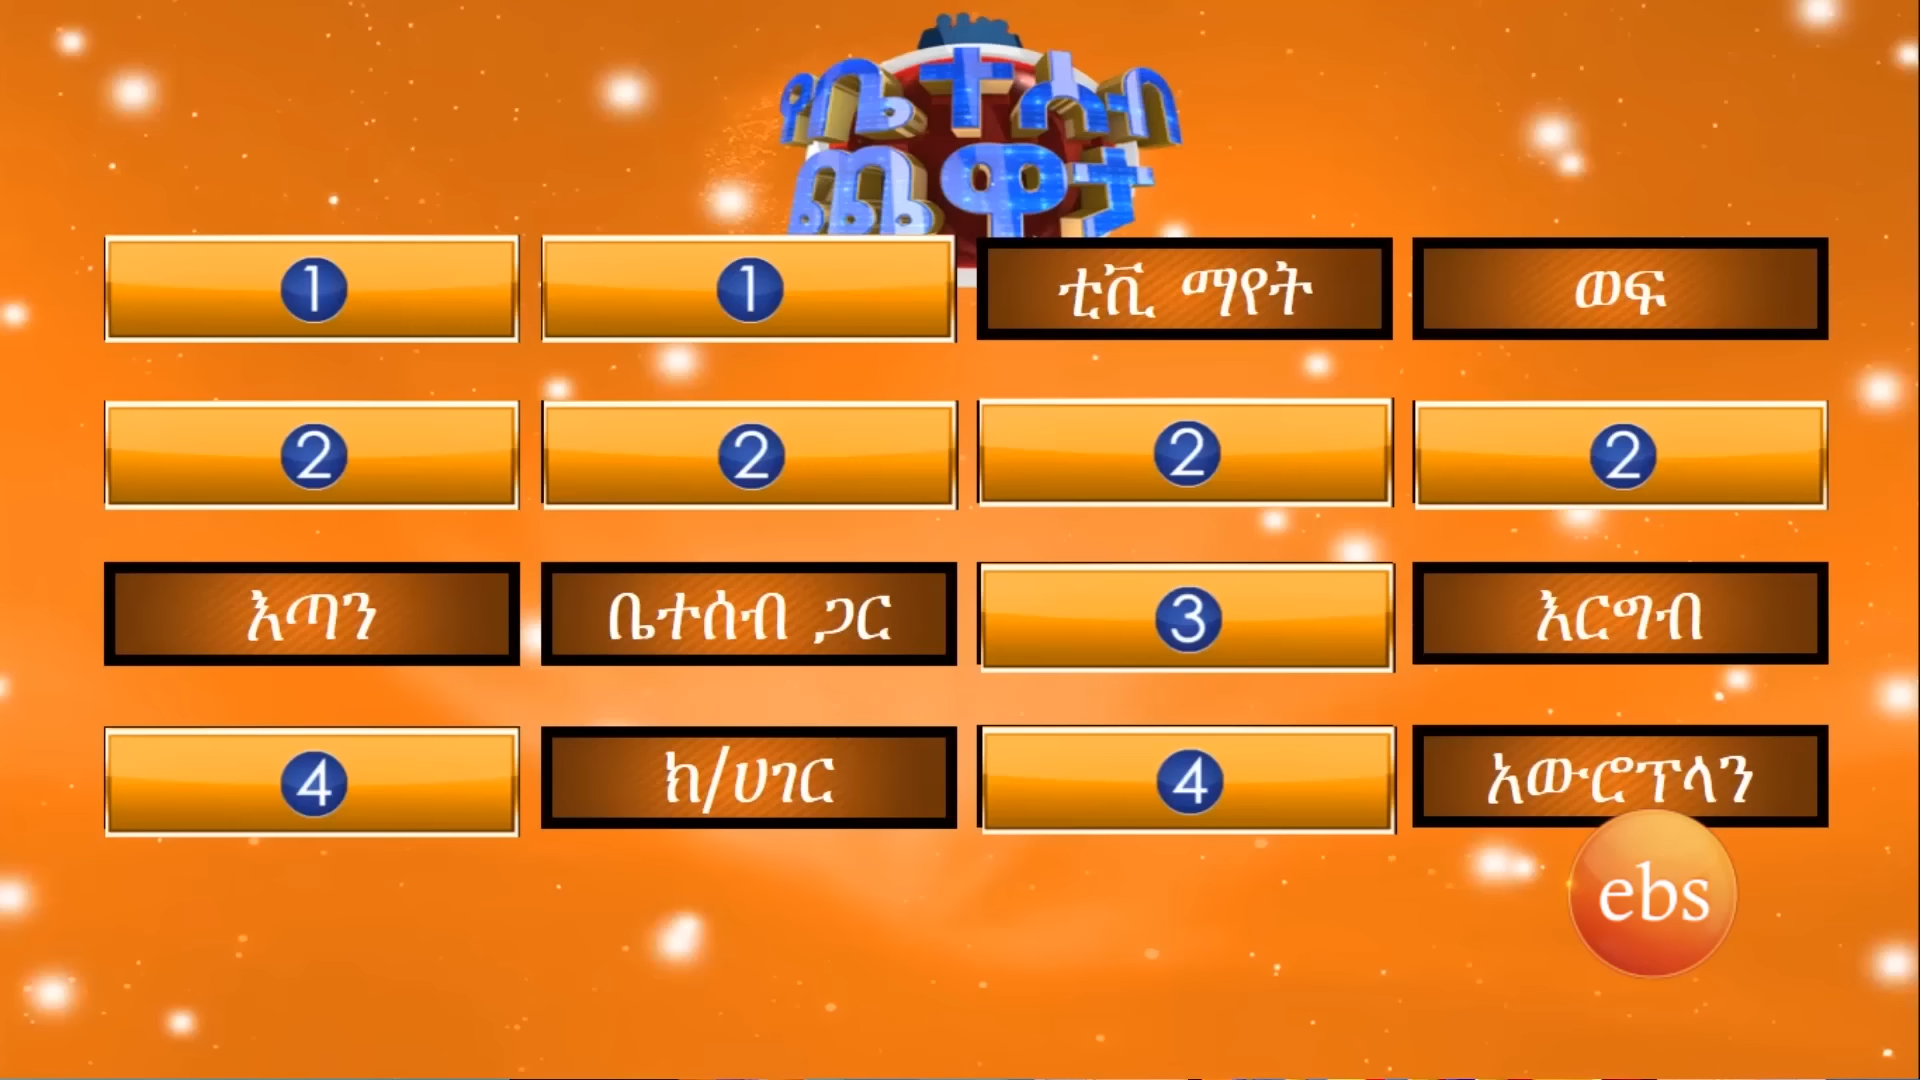 የቤተሰብ
ጨዋታ
1 1 ቲቪ ማየት ወፍ
2 2 2 2
እጣን ቤተሰብ ጋር 3 እርግብ
4 ክ/ሀገር 4 አውሮፕላን
ebs